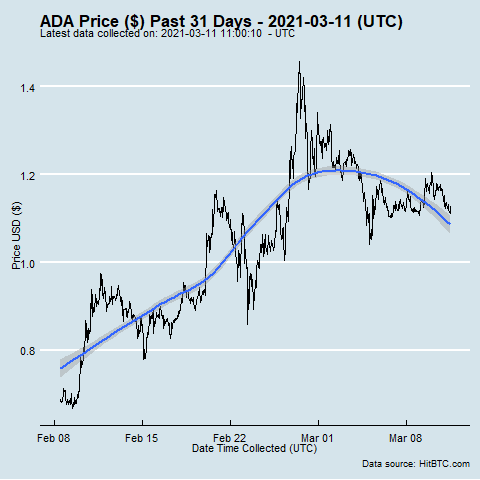 ADA Price ($) Past 31 Days - 2021-03-11 (UTC)
Latest data collected on: 2021-03-11 11:00:10 - UTC
Price USD ($)
1.4
1.2
1.0
0.8
Feb 08 Feb 15 Feb 22 Mar 01 Mar 08
Date Time Collected (UTC)
Data source: HitBTC.com